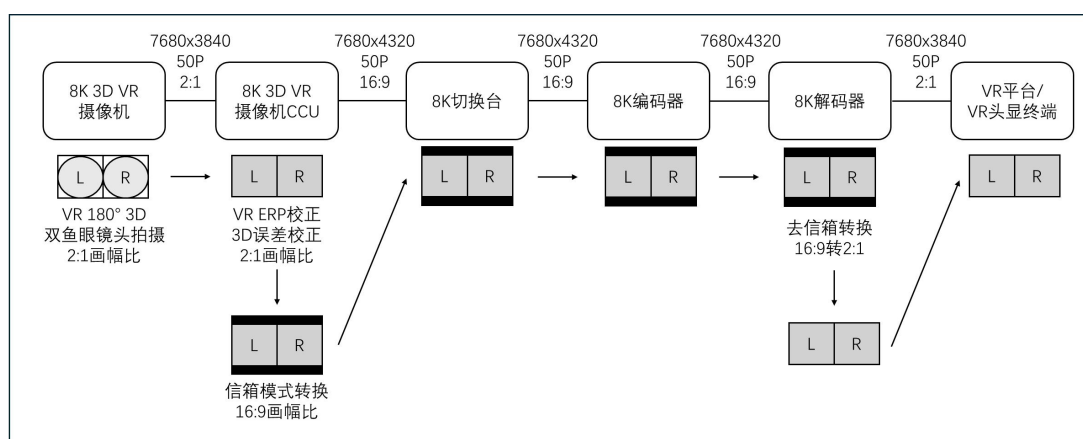 7680x3840
50P
2:1
7680x4320
50P
16:9
7680x4320
50P
16:9
7680x4320
50P
16:9
7680x3840
50P
2:1
8K 3D VR
摄像机
8K 3D VR
摄像机CCU
8K切换台
8K编码器
8K解码器
VR平台/
VR头显终端
L R
L R
L R
L R
L R
L R
VR 180° 3D
双鱼眼镜头拍摄
2:1画幅比
VR ERP校正
3D误差校正
2:1画幅比
去信箱转换
16:9转2:1
L R
L R
信箱模式转换
16:9画幅比